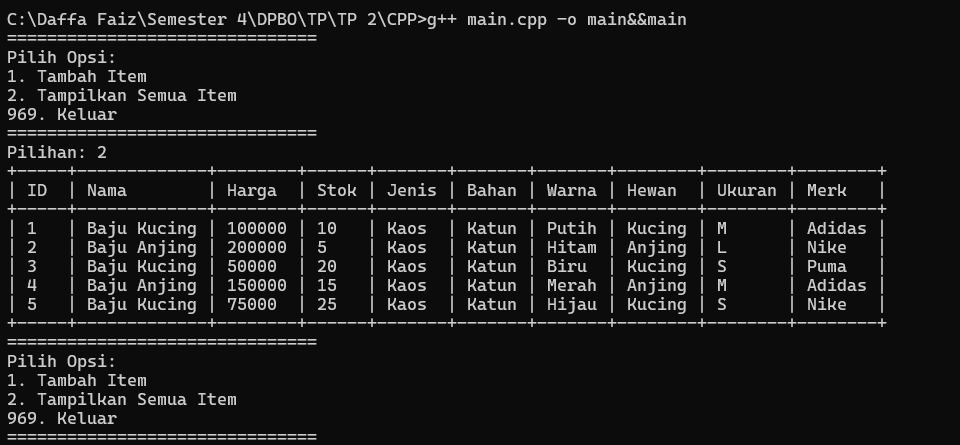 C:\Daffa Faiz\Semester 4\DPBO\TP\TP 2\CPP>g++ main.cpp -o main&&main
===============================
Pilih Opsi:
1. Tambah Item
2. Tampilkan Semua Item
969. Keluar
===============================
Pilihan: 2
+-----+-------------+--------+------+-------+-------+-------+--------+--------+--------+
| ID  | Nama        | Harga  | Stok | Jenis | Bahan | Warna | Hewan  | Ukuran | Merk   |
+-----+-------------+--------+------+-------+-------+-------+--------+--------+--------+
| 1   | Baju Kucing | 100000 | 10   | Kaos  | Katun | Putih | Kucing | M      | Adidas |
| 2   | Baju Anjing | 200000 | 5    | Kaos  | Katun | Hitam | Anjing | L      | Nike   |
| 3   | Baju Kucing | 50000  | 20   | Kaos  | Katun | Biru  | Kucing | S      | Puma   |
| 4   | Baju Anjing | 150000 | 15   | Kaos  | Katun | Merah | Anjing | M      | Adidas |
| 5   | Baju Kucing | 75000  | 25   | Kaos  | Katun | Hijau | Kucing | S      | Nike   |
+-----+-------------+--------+------+-------+-------+-------+--------+--------+--------+
===============================
Pilih Opsi:
1. Tambah Item
2. Tampilkan Semua Item
969. Keluar
===============================